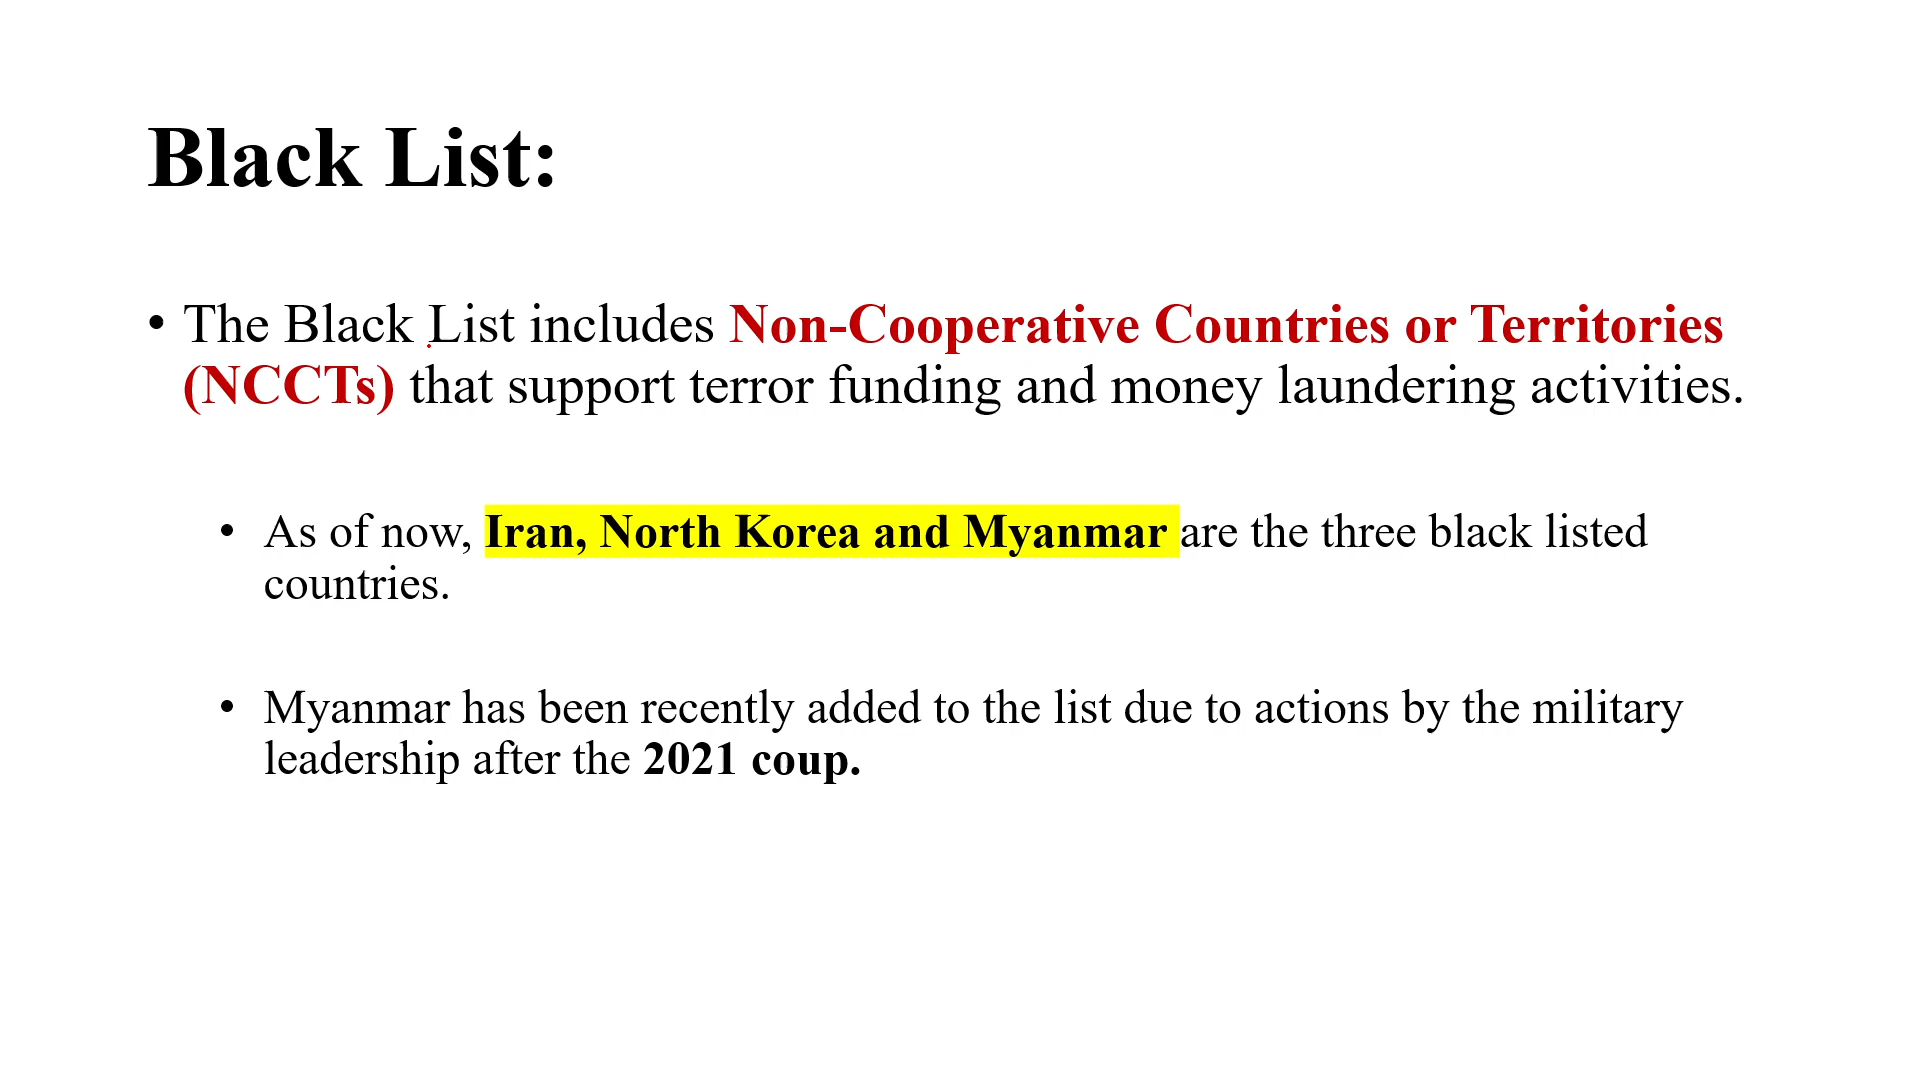 Black List:
• The Black List includes Non-Cooperative Countries or Territories
(NCCTs) that support terror funding and money laundering activities.
• As of now, Iran, North Korea and Myanmar are the three black listed
countries.
• Myanmar has been recently added to the list due to actions by the military
leadership after the 2021 coup.